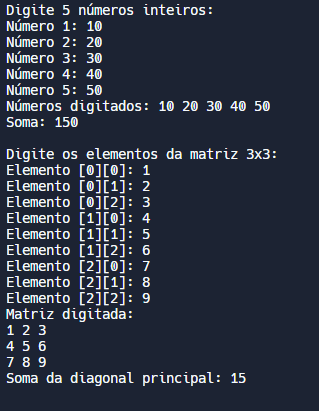 Digite 5 números inteiros:
Número 1: 10
Número 2: 20
Número 3: 30
Número 4: 40
Número 5: 50
Números digitados: 10 20 30 40 50
Soma: 150

Digite os elementos da matriz 3x3:
Elemento [0][0]: 1
Elemento [0][1]: 2
Elemento [0][2]: 3
Elemento [1][0]: 4
Elemento [1][1]: 5
Elemento [1][2]: 6
Elemento [2][0]: 7
Elemento [2][1]: 8
Elemento [2][2]: 9
Matriz digitada:
1 2 3
4 5 6
7 8 9
Soma da diagonal principal: 15